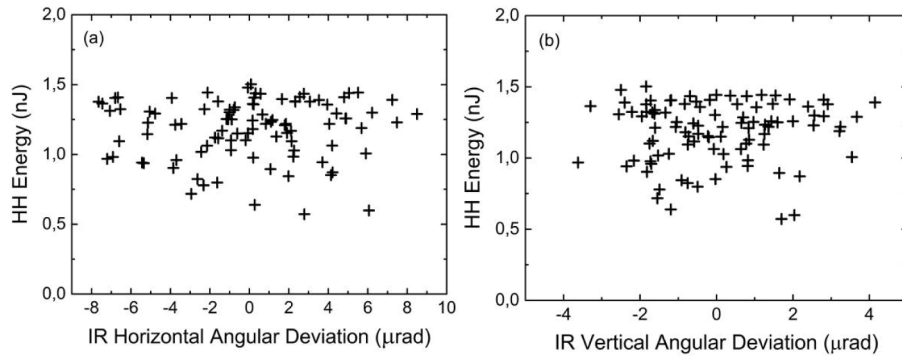 2,0
(a)
1,5
1,0
0,5
0,0
HH Energy (nJ)
-8 -6 -4 -2 0 2 4 6 8 10
IR Horizontal Angular Deviation (μrad)
2,0
(b)
1,5
1,0
0,5
0,0
HH Energy (nJ)
-4 -2 0 2 4
IR Vertical Angular Deviation (μrad)